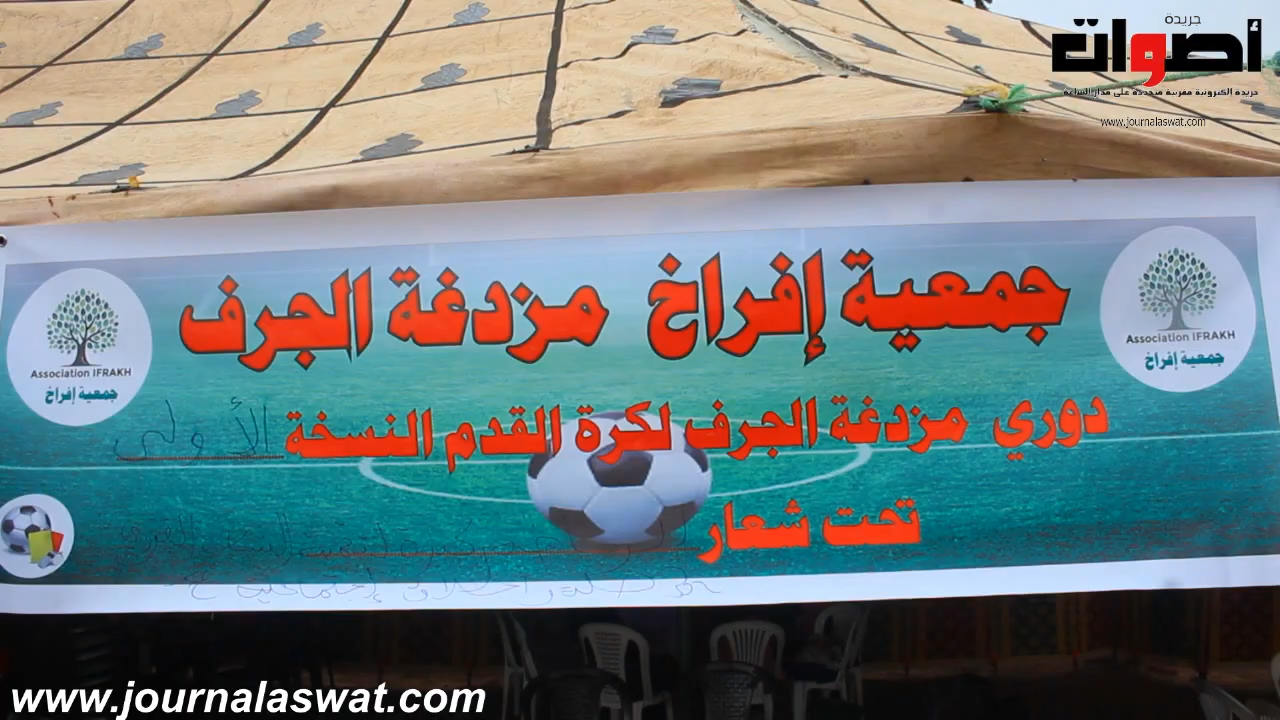 جريدة
أصوات
جريدة الكترونية مغربية متجددة على مدار الساعة
www.journalaswat.com
جمعية إفراخ مزدغة الجرف
Association IFRAKH
جمعية إفراخ
Association IFRAKH
جمعية إفراخ
دوري مزدغة الجرف لكرة القدم النسخة الأولى
تحت شعار
www.journalaswat.com